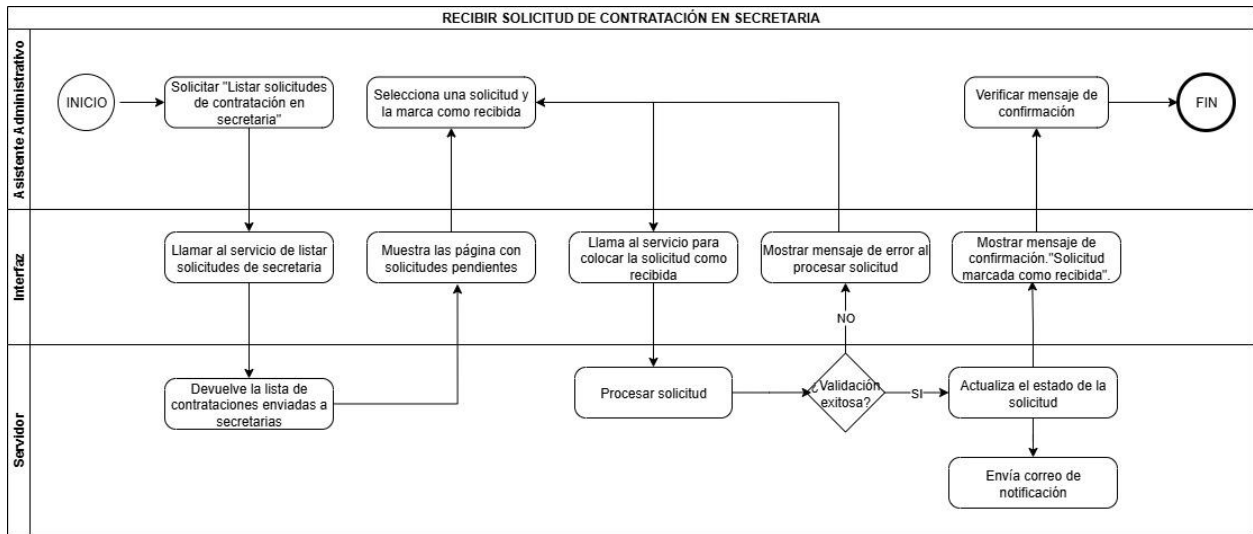 RECIBIR SOLICITUD DE CONTRATACIÓN EN SECRETARIA
Asistente Administrativo
INICIO
Solicitar "Listar solicitudes
de contratación en
secretaria"
Selecciona una solicitud y
la marca como recibida
Verificar mensaje de
confirmación
FIN
Interfaz
Llamar al servicio de listar
solicitudes de secretaria
Muestra las página con
solicitudes pendientes
Llama al servicio para
colocar la solicitud como
recibida
Mostrar mensaje de error al
procesar solicitud
Mostrar mensaje de
confirmación."Solicitud
marcada como recibida".
NO
Servidor
Devuelve la lista de
contrataciones enviadas a
secretarias
Procesar solicitud
¿Validación
exitosa?
SI
Actualiza el estado de la
solicitud
Envía correo de
notificación